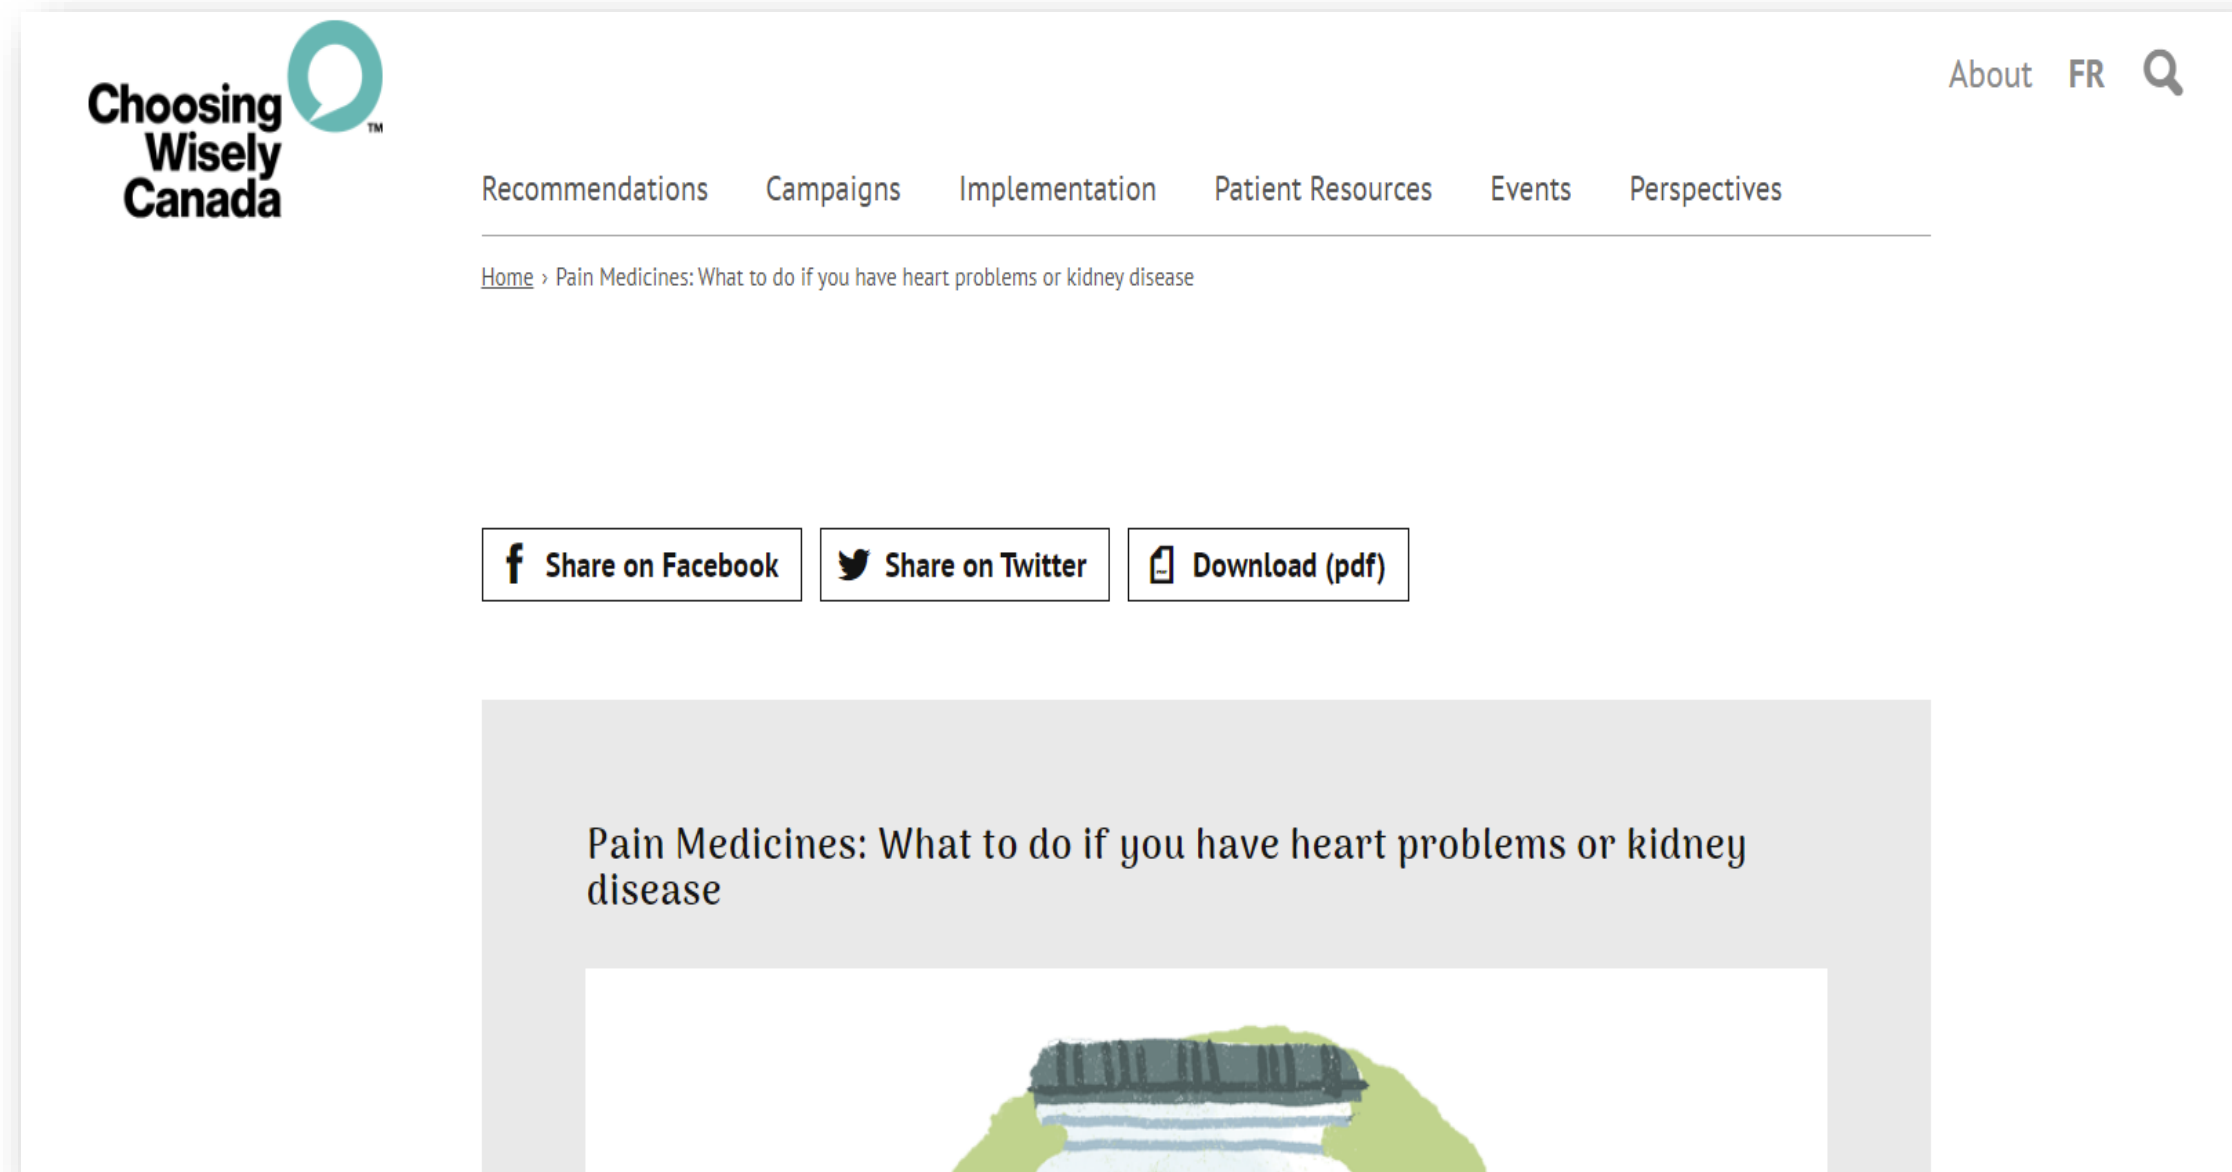 Choosing
Wisely
Canada
TM
About FR
Recommendations Campaigns Implementation Patient Resources Events Perspectives
Home › Pain Medicines: What to do if you have heart problems or kidney disease
Share on Facebook Share on Twitter Download (pdf)
Pain Medicines: What to do if you have heart problems or kidney
disease